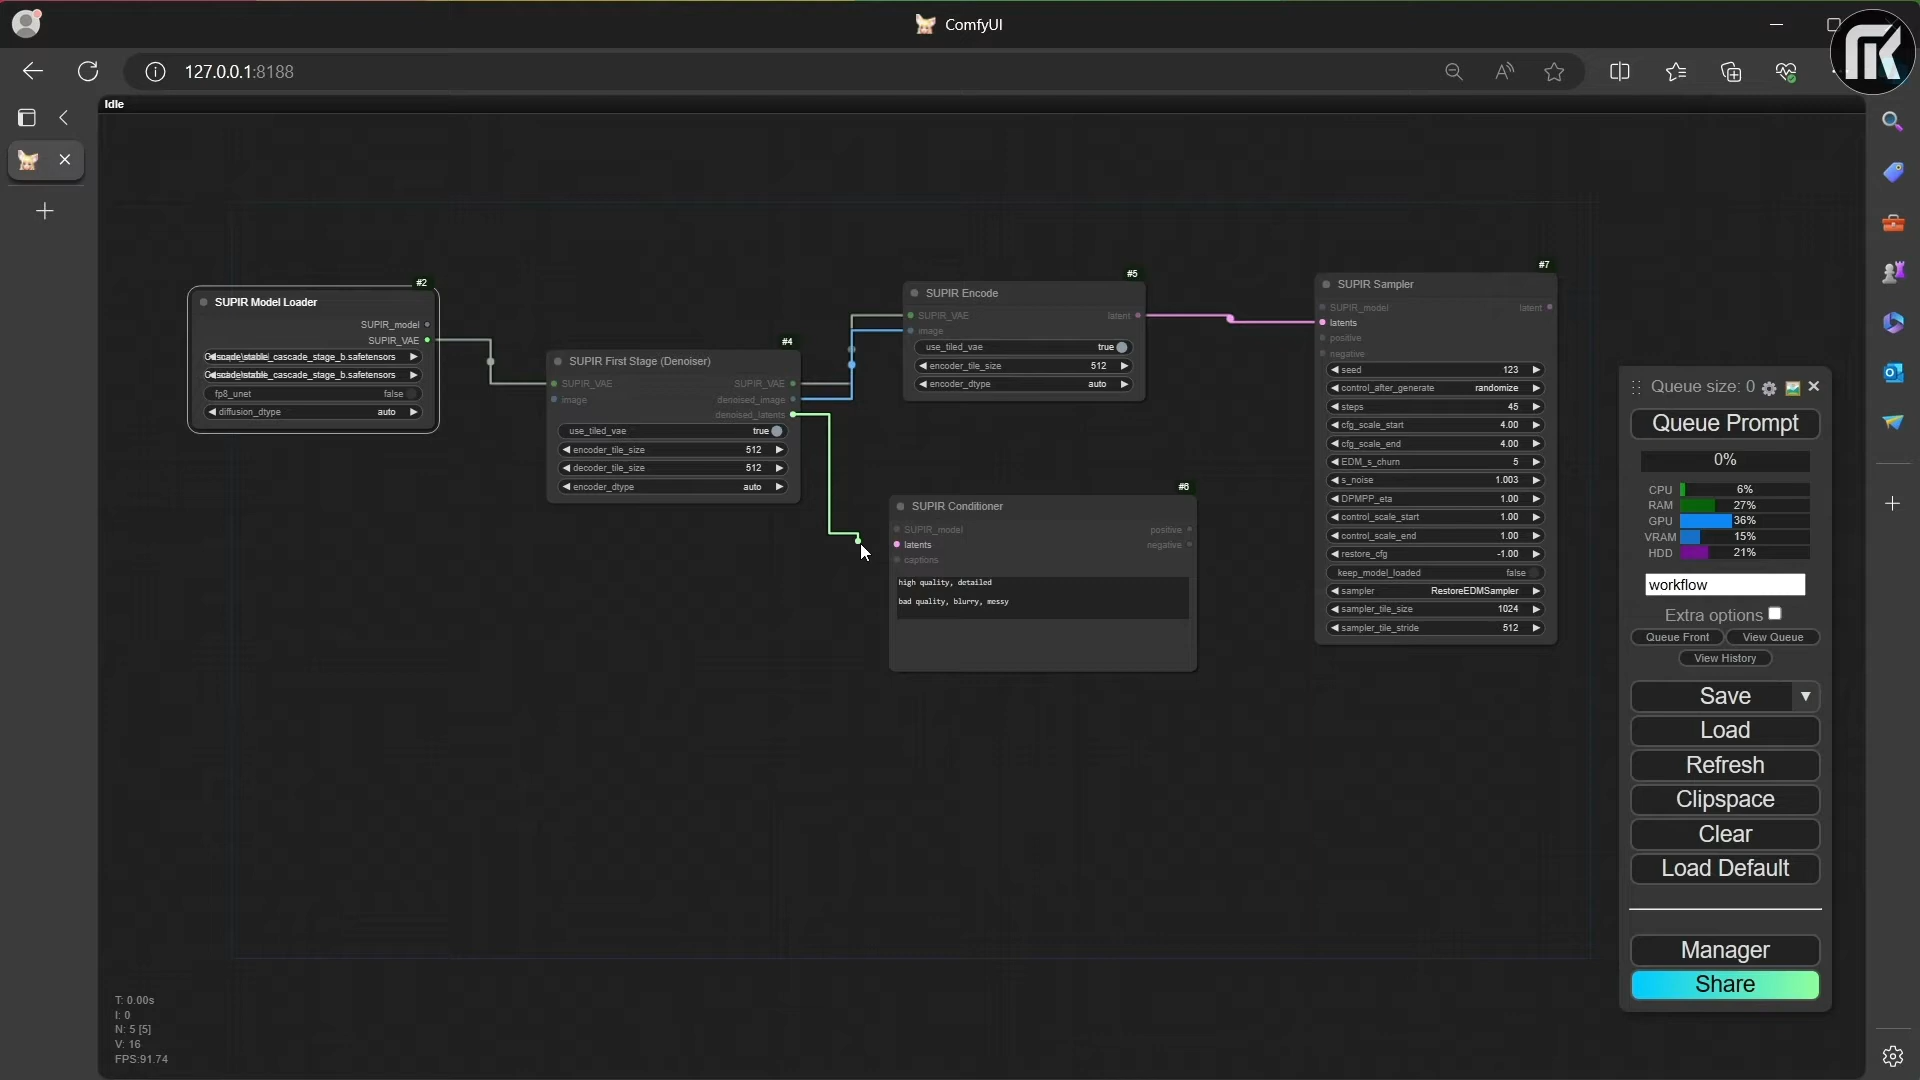 ComfyUI
127.0.0.1:8188
Idle
#2
SUPIR Model Loader
SUPIR_model
SUPIR_VAE
stable_cascade_stage_b.safetensors
stable_cascade_stage_b.safetensors
fp8_unet false
diffusion_dtype auto
#4
SUPIR First Stage (Denoiser)
SUPIR_VAE SUPIR_VAE
image denoised_image
denoised_latents
use_tiled_vae true
encoder_tile_size 512
decoder_tile_size 512
encoder_dtype auto
#5
SUPIR Encode
SUPIR_VAE latent
image
use_tiled_vae true
encoder_tile_size 512
encoder_dtype auto
#6
SUPIR Conditioner
SUPIR_model positive
latents negative
captions
high quality, detailed
bad quality, blurry, messy
#7
SUPIR Sampler
SUPIR_model latent
latents
positive
negative
seed 123
control_after_generate randomize
steps 45
cfg_scale_start 4.00
cfg_scale_end 4.00
EDM_s_churn 5
s_noise 1.003
DPMPP_eta 1.00
control_scale_start 1.00
control_scale_end 1.00
restore_cfg -1.00
keep_model_loaded false
sampler RestoreEDMSampler
sampler_tile_size 1024
sampler_tile_stride 512
Queue size: 0
Queue Prompt
0%
CPU 6%
RAM 27%
GPU 36%
VRAM 15%
HDD 21%
workflow
Extra options
Queue Front View Queue
View History
Save
Load
Refresh
Clipspace
Clear
Load Default
Manager
Share
T: 0.00s
I: 0
N: 5 [5]
V: 16
FPS:91.74